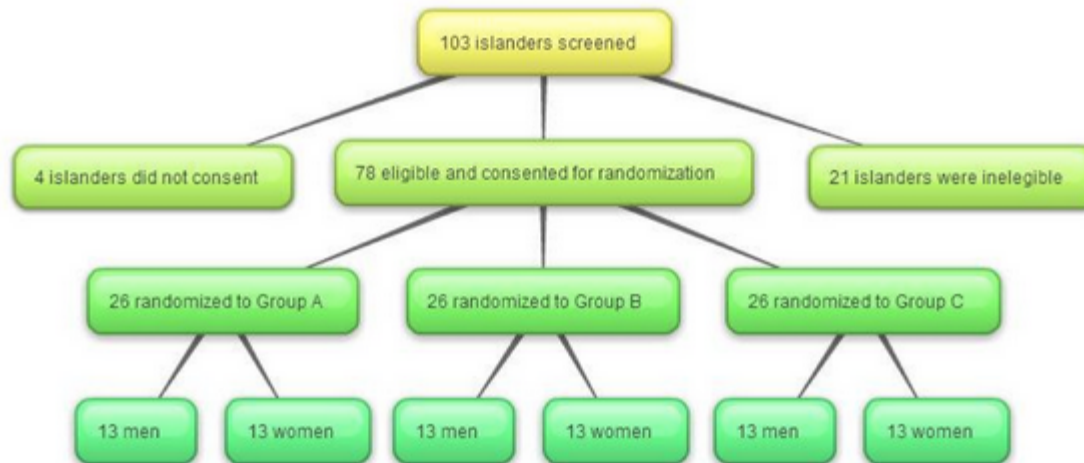 103 islanders screened
4 islanders did not consent
78 eligible and consented for randomization
21 islanders were inelegible
26 randomized to Group A
26 randomized to Group B
26 randomized to Group C
13 men
13 women
13 men
13 women
13 men
13 women